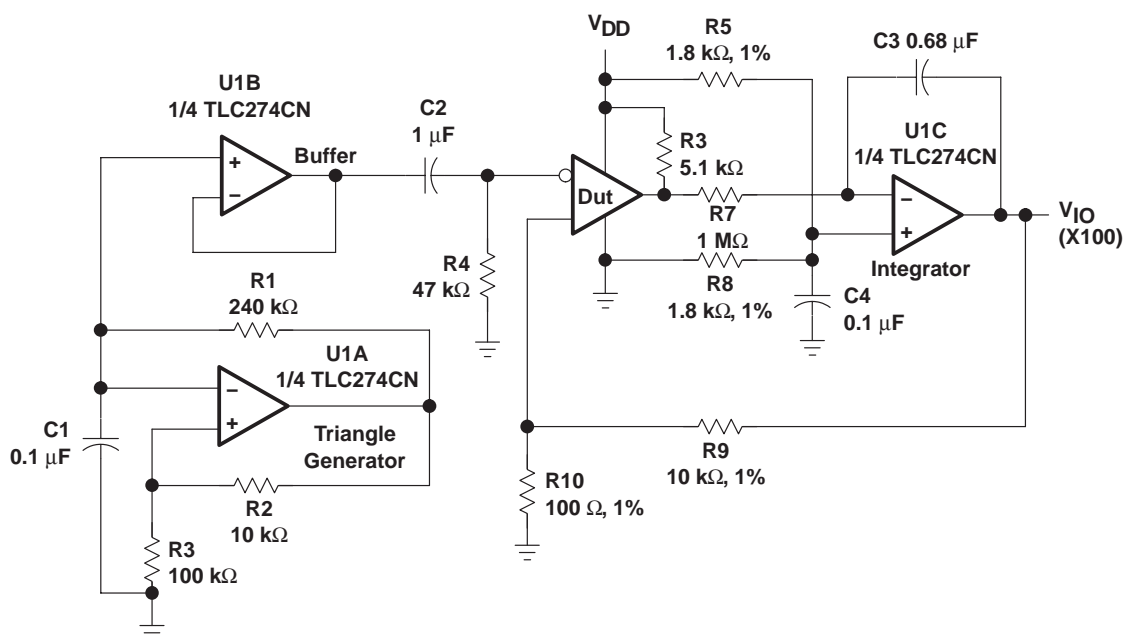 VDD
R5
1.8 kΩ, 1%
C3 0.68 μF
U1B
1/4 TLC274CN
C2
1 μF
Buffer
+
−
R3
5.1 kΩ
U1C
1/4 TLC274CN
Dut
R7
1 MΩ
−
+
Integrator
VIO
(X100)
R4
47 kΩ
R8
1.8 kΩ, 1%
C4
0.1 μF
R1
240 kΩ
U1A
1/4 TLC274CN
−
+
C1
0.1 μF
Triangle
Generator
R9
10 kΩ, 1%
R10
100 Ω, 1%
R2
10 kΩ
R3
100 kΩ